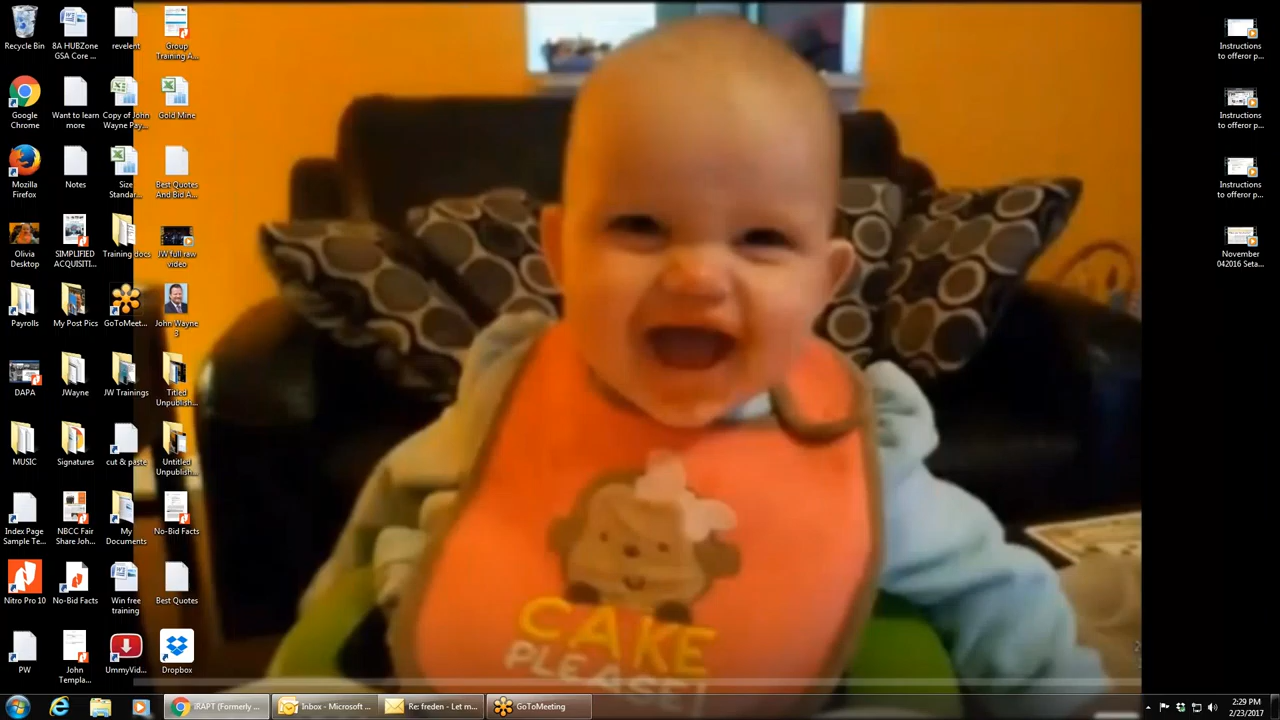 Recycle Bin
8A HUBZone
GSA Core ...
revelent
Group
Training A...
Google
Chrome
Want to learn
more
Copy of John
Wayne Pay...
Gold Mine
Mozilla
Firefox
Notes
Size
Standar...
Best Quotes
And Bid A...
Olivia
Desktop
SIMPLIFIED
ACQUISITI...
Training docs
JW full raw
video
Payrolls
My Post Pics
GoToMeet...
John Wayne
3
DAPA
JWayne
JW Trainings
Titled
Unpublish...
MUSIC
Signatures
cut & paste
Untitled
Unpublish...
Index Page
Sample Te...
NBCC Fair
Share Joh...
My
Documents
No-Bid Facts
Nitro Pro 10
No-Bid Facts
Win free
training
Best Quotes
PW
John
Templa...
UmmyVid...
Dropbox
Instructions
to offeror p...
Instructions
to offeror p...
Instructions
to offeror p...
November
042016 Seta...
CAKE
PLEASE!
iRAPT (Formerly ...
Inbox - Microsoft ...
Re: freden - Let m...
GoToMeeting
2:29 PM
2/23/2017